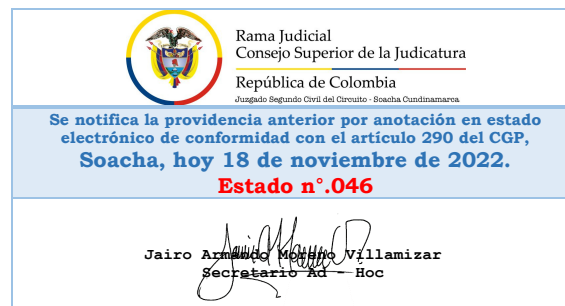 Rama Judicial
Consejo Superior de la Judicatura
República de Colombia
Juzgado Segundo Civil del Circuito - Soacha Cundinamarca
Se notifica la providencia anterior por anotación en estado
electrónico de conformidad con el artículo 290 del CGP,
Soacha, hoy 18 de noviembre de 2022.
Estado n°.046
Jairo Armando Moreno Villamizar
Secretario Ad – Hoc